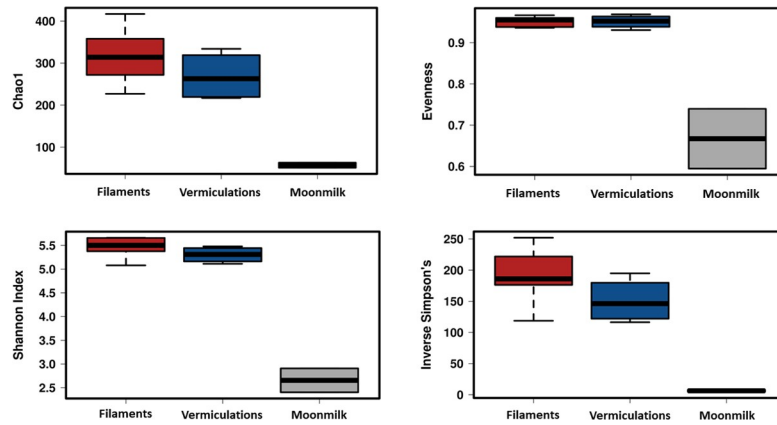 Chao1
400
300
200
100
Filaments Vermiculations Moonmilk
Evenness
0.9
0.8
0.7
0.6
Filaments Vermiculations Moonmilk
Shannon Index
5.5
5.0
4.5
4.0
3.5
3.0
2.5
Filaments Vermiculations Moonmilk
Inverse Simpson's
250
200
150
100
50
0
Filaments Vermiculations Moonmilk